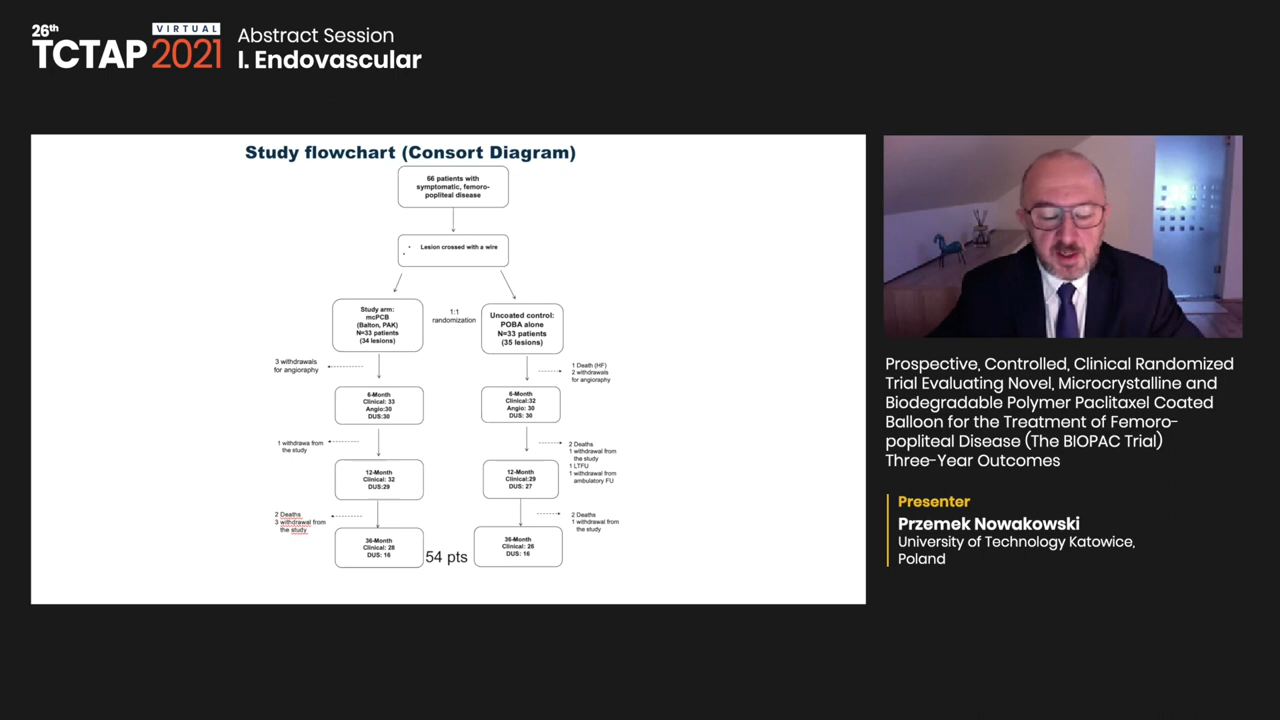 26th
VIRTUAL
TCTAP 2021
Abstract Session
I. Endovascular
Study flowchart (Consort Diagram)
66 patients with
symptomatic, femoro-
popliteal disease
• Lesion crossed with a wire
•
Study arm:
mcPCB
(Balton, PAK)
N=33 patients
(34 lesions)
1:1
randomization
Uncoated control:
POBA alone
N=33 patients
(35 lesions)
3 withdrawals
for angioraphy
1 Death (HF)
2 withdrawals
for angioraphy
6-Month
Clinical: 33
Angio:30
DUS:30
6-Month
Clinical:32
Angio: 30
DUS: 30
1 withdrawa from
the study
2 Deaths
1 withdrawal from
the study
1 LTFU
1 withdrawal from
ambulatory FU
12-Month
Clinical: 32
DUS:29
12-Month
Clinical:29
DUS: 27
2 Deaths
3 withdrawal from
the study
2 Deaths
1 withdrawal from
the study
36-Month
Clinical: 28
DUS: 16
54 pts
36-Month
Clinical: 26
DUS: 16
Prospective, Controlled, Clinical Randomized
Trial Evaluating Novel, Microcrystalline and
Biodegradable Polymer Paclitaxel Coated
Balloon for the Treatment of Femoro-
popliteal Disease (The BIOPAC Trial)
Three-Year Outcomes
Presenter
Przemek Nowakowski
University of Technology Katowice,
Poland